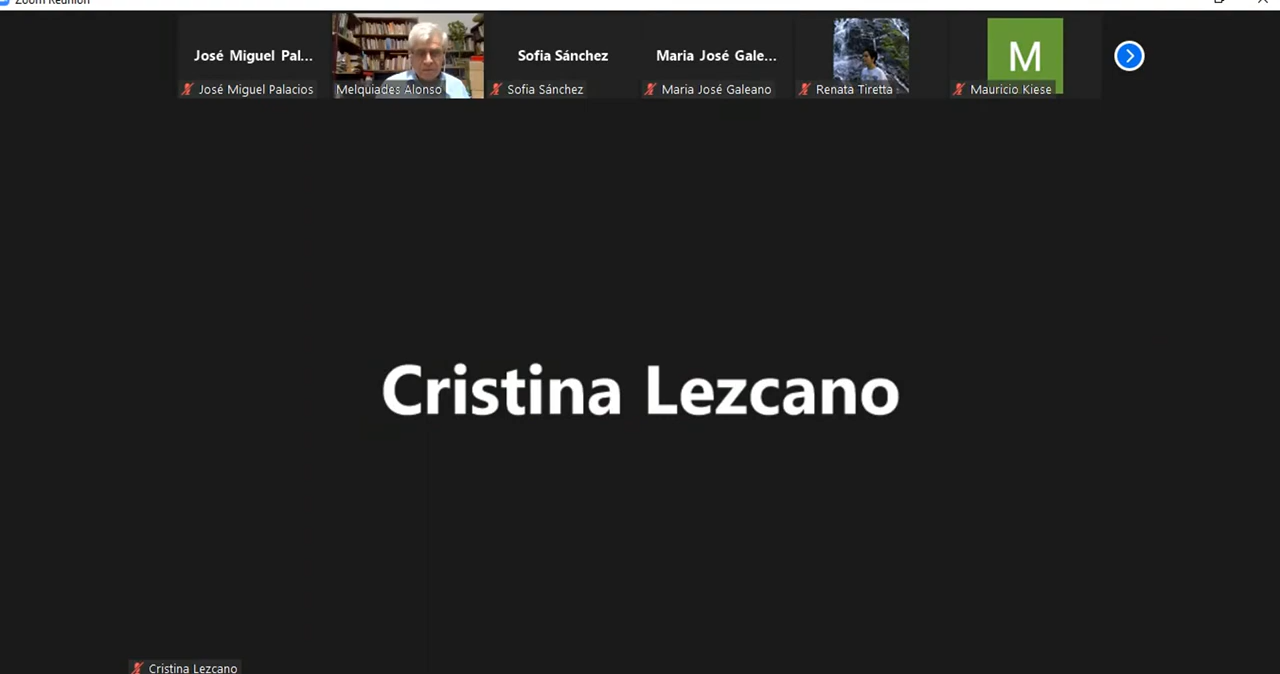 Zoom Reunión
José Miguel Pal...
Sofia Sánchez
Maria José Gale...
M
José Miguel Palacios
Melquiades Alonso
Sofia Sánchez
Maria José Galeano
Renata Tiretta
Mauricio Kiese
Cristina Lezcano
Cristina Lezcano